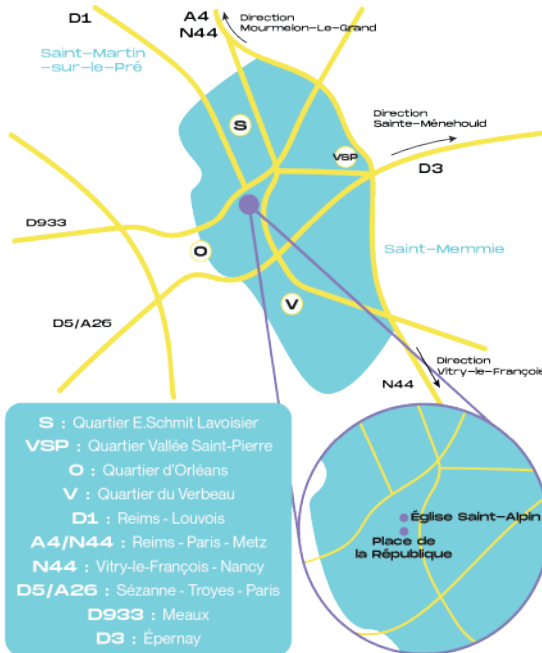 D1
A4
N44
Direction
Mourmelon-Le-Grand
Saint-Martin
-sur-le-Pré
S
Direction
Sainte-Ménehould
VSP
D3
D933
O
Saint-Memmie
V
D5/A26
Direction
Vitry-le-François
N44
S : Quartier E.Schmit Lavoisier
VSP : Quartier Vallée Saint-Pierre
O : Quartier d'Orléans
V : Quartier du Verbeau
D1 : Reims - Louvois
A4/N44 : Reims - Paris - Metz
N44 : Vitry-le-François - Nancy
D5/A26 : Sézanne - Troyes - Paris
D933 : Meaux
D3 : Épernay
Église Saint-Alpin
Place de
la République